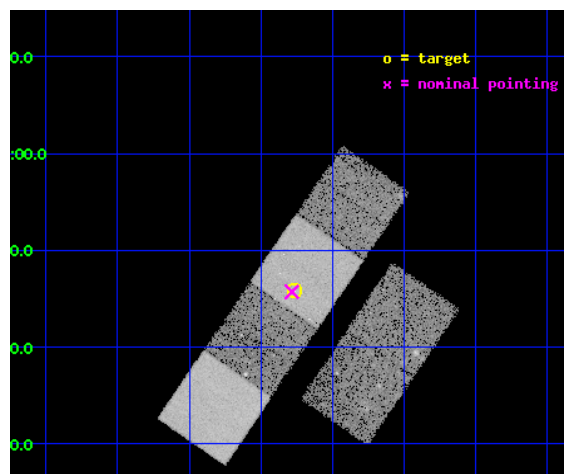 0.0
o = target
x = nominal pointing
:00.0
0.0
0.0
0.0